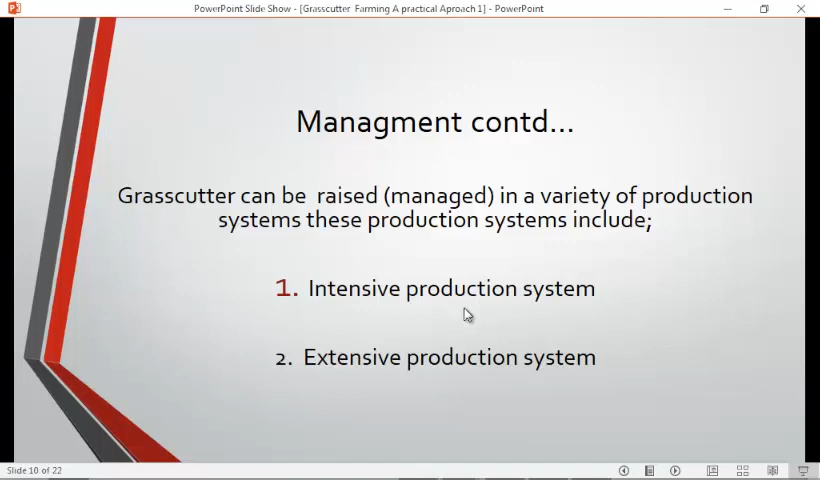 PowerPoint Slide Show - [Grasscutter Farming A practical Aproach 1] - PowerPoint
Managment contd...
Grasscutter can be raised (managed) in a variety of production
systems these production systems include;
1. Intensive production system
2. Extensive production system
Slide 10 of 22